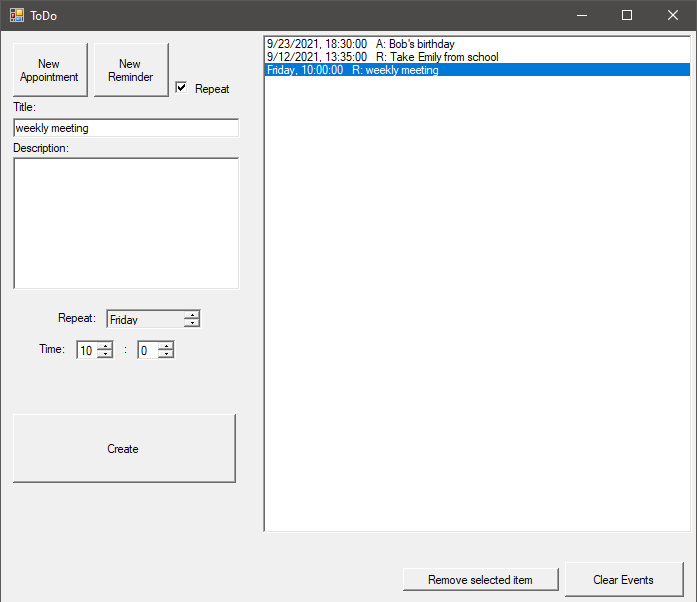 ToDo
New
Appointment
New
Reminder
Repeat
Title:
weekly meeting
Description:
Repeat: Friday
Time: 10 : 0
Create
9/23/2021, 18:30:00 A: Bob's birthday
9/12/2021, 13:35:00 R: Take Emily from school
Friday, 10:00:00 R: weekly meeting
Remove selected item
Clear Events